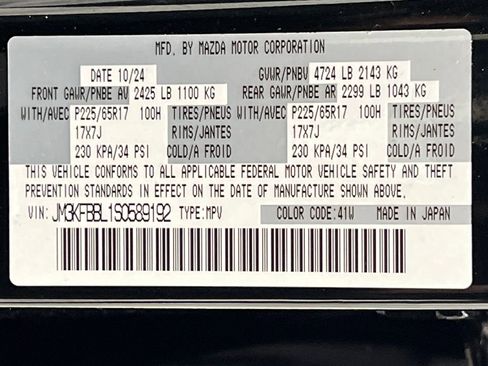 MFD. BY MAZDA MOTOR CORPORATION
DATE 10/24 GVWR/PNBV 4724 LB 2143 KG
FRONT GAWR/PNBE AV 2425 LB 1100 KG REAR GAWR/PNBE AR 2299 LB 1043 KG
WITH/AVEC P225/65R17 100H TIRES/PNEUS WITH/AVEC P225/65R17 100H TIRES/PNEUS
17x7J RIMS/JANTES 17x7J RIMS/JANTES
230 KPA/34 PSI COLD/A FROID 230 KPA/34 PSI COLD/A FROID
THIS VEHICLE CONFORMS TO ALL APPLICABLE FEDERAL MOTOR VEHICLE SAFETY AND THEFT
PREVENTION STANDARDS IN EFFECT ON THE DATE OF MANUFACTURE SHOWN ABOVE.
VIN: JM3KFBBL1S0589192 TYPE:MPV COLOR CODE:41W MADE IN JAPAN